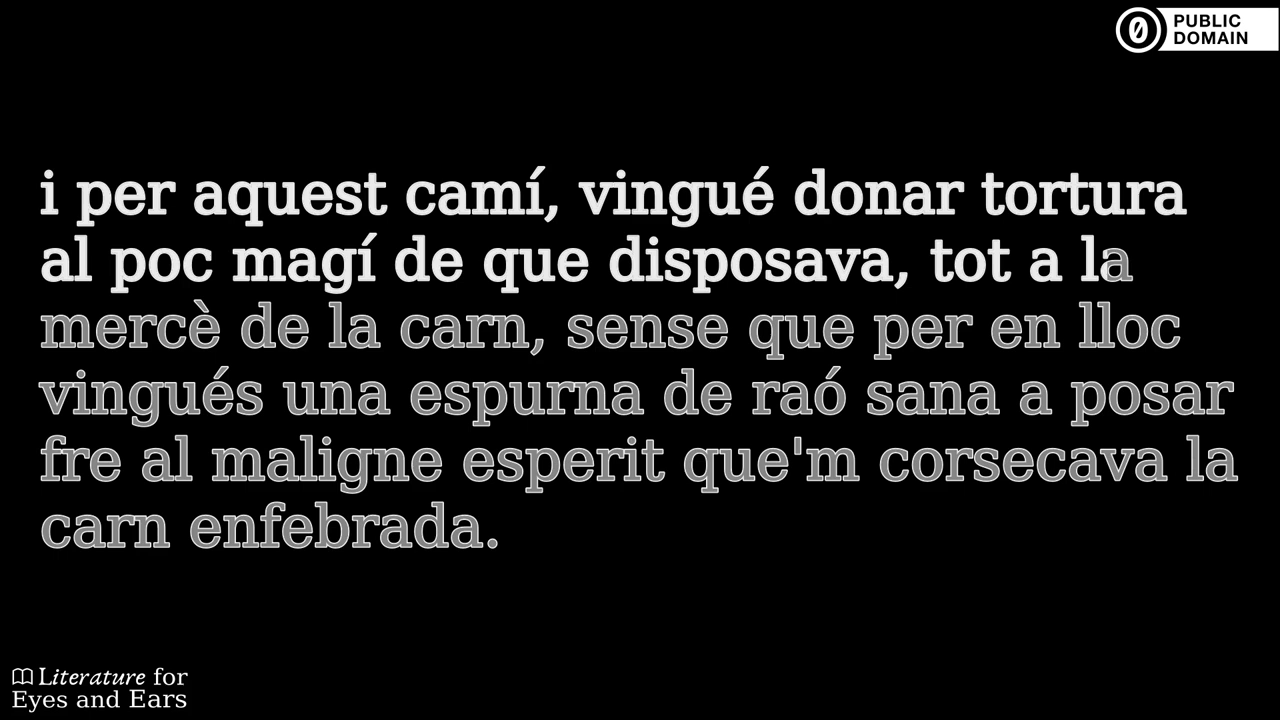 PUBLIC
DOMAIN
i per aquest camí, vingué donar tortura
al poc magí de que disposava, tot a la
mercè de la carn, sense que per en lloc
vingués una espurna de raó sana a posar
fre al maligne esperit que'm corsecava la
carn enfebrada.
Literature for
Eyes and Ears